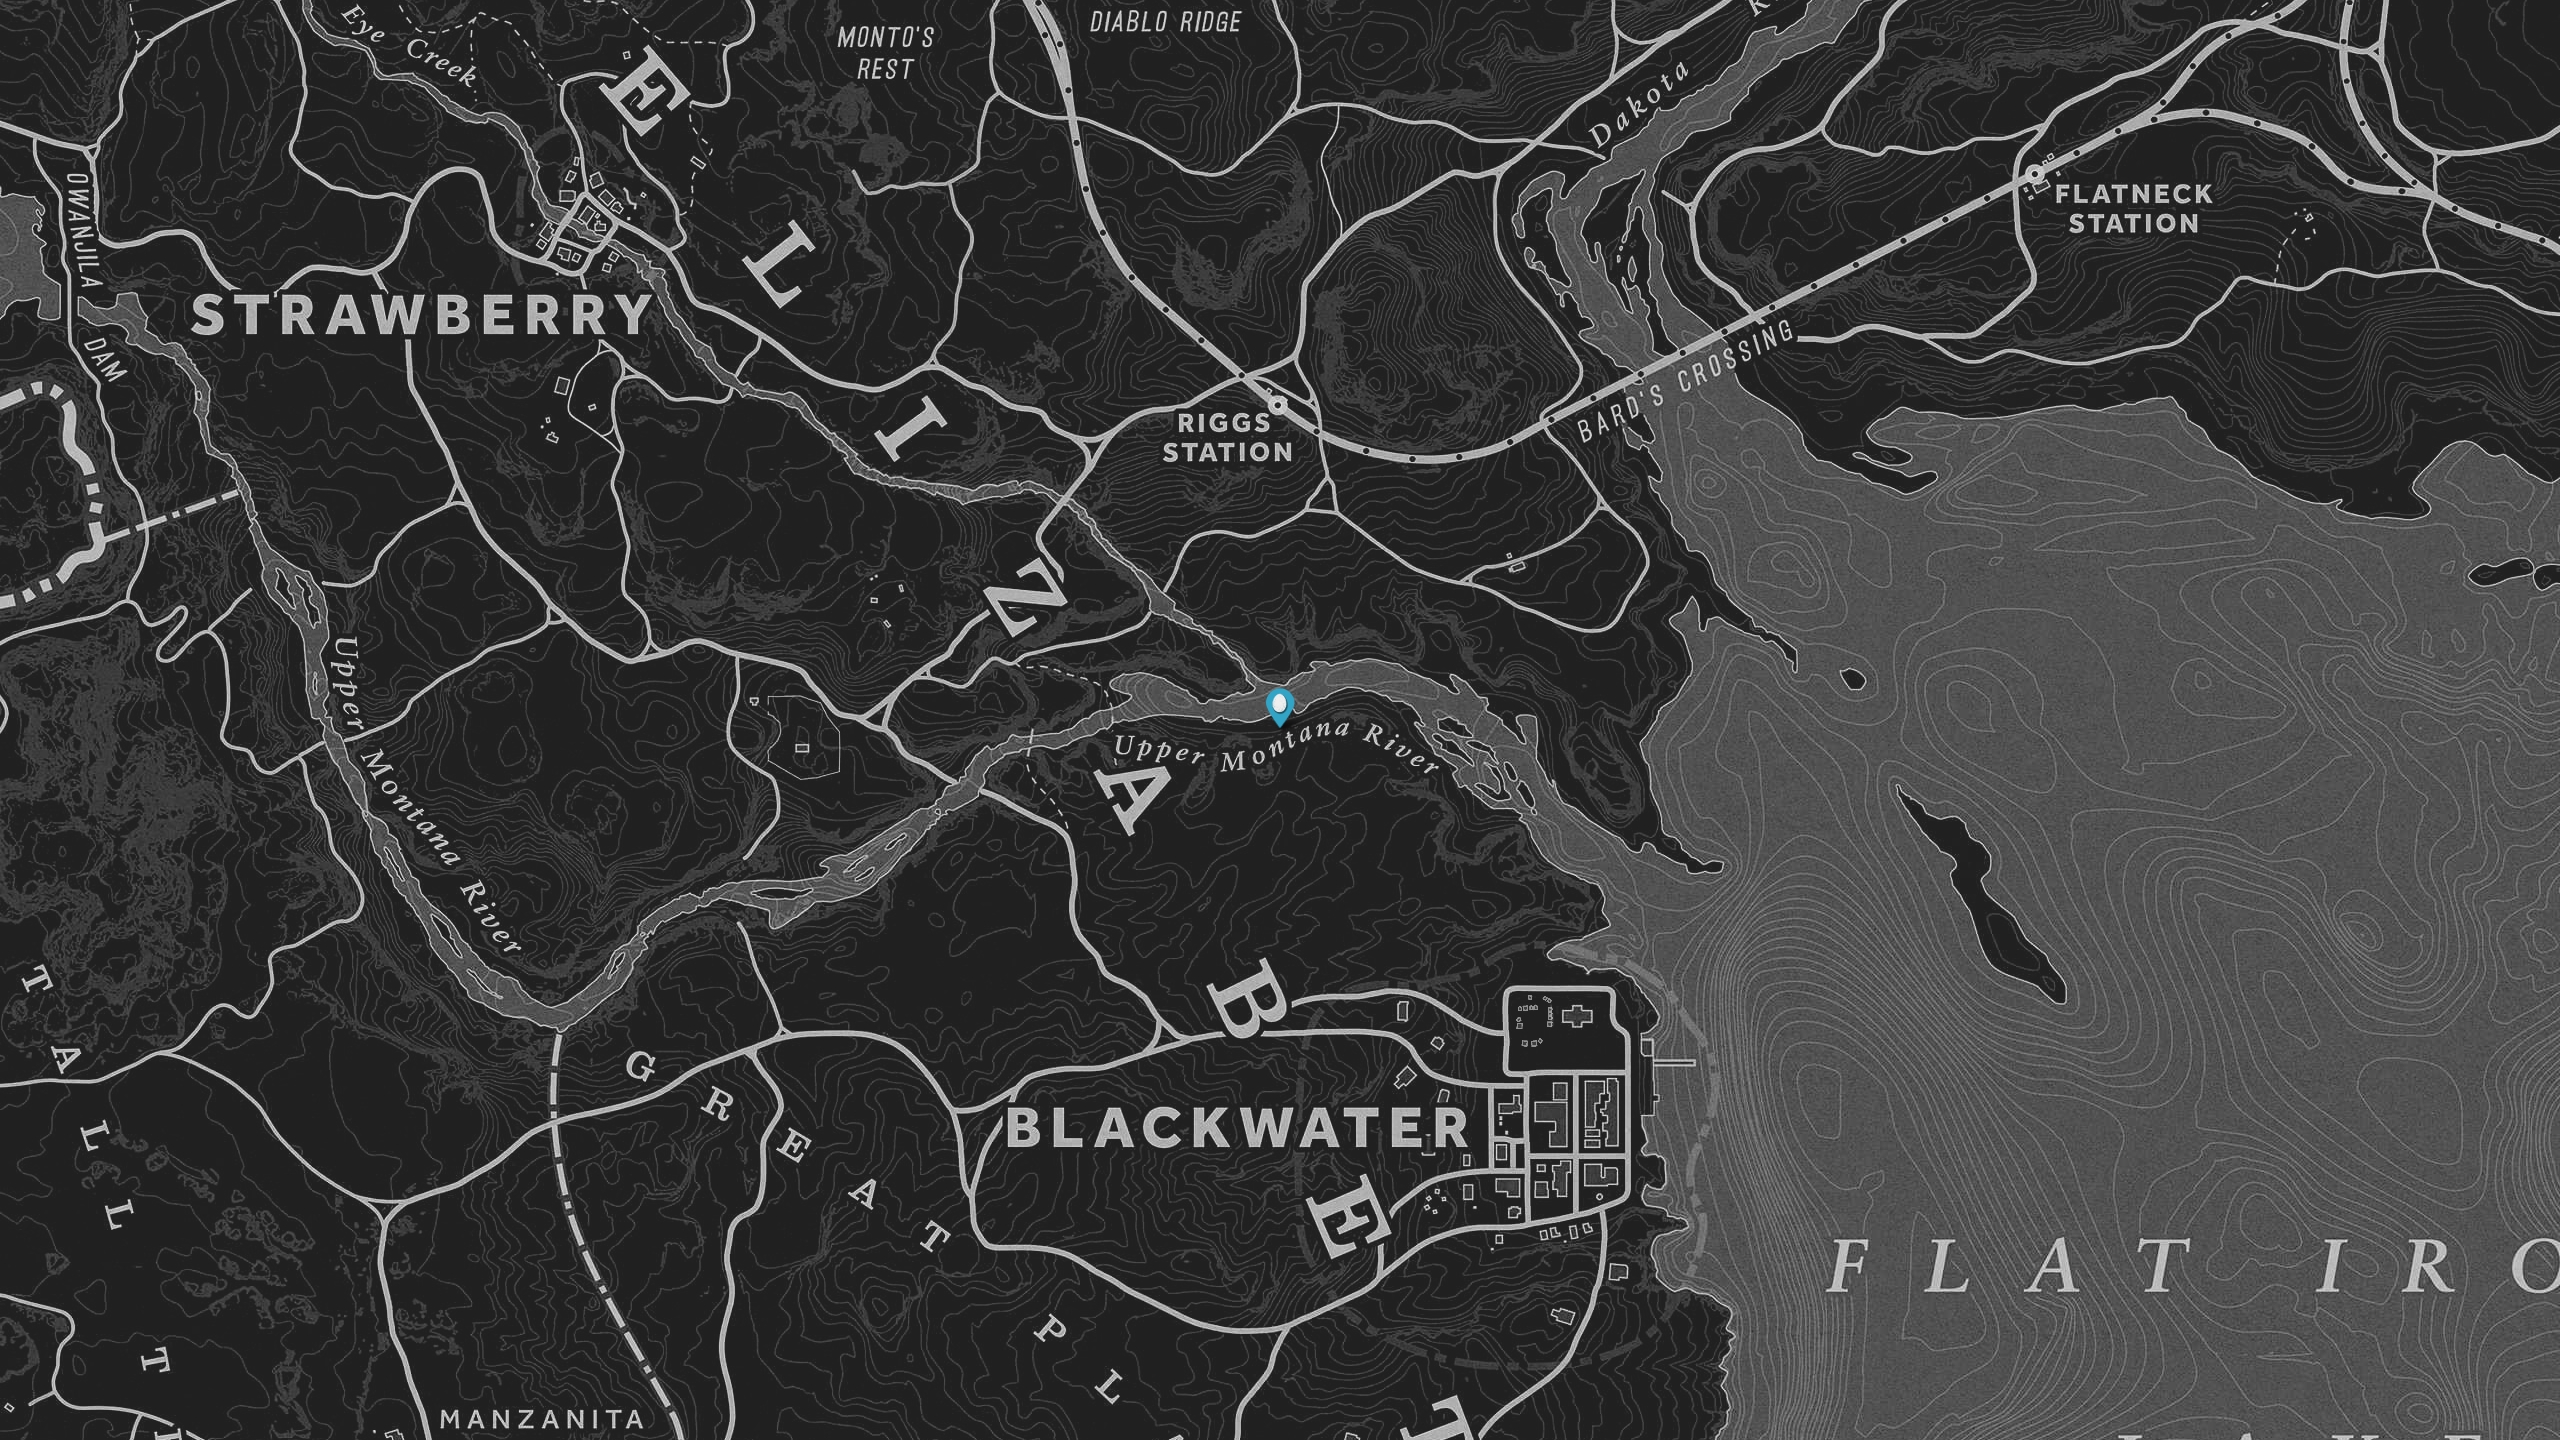 Eye Creek
MONTO'S
REST
DIABLO RIDGE
Dakota
OWANJILA
DAM
FLATNECK
STATION
STRAWBERRY
BARD'S CROSSING
RIGGS
STATION
E L I Z A B E T
Upper Montana River
Upper Montana River
TALL T
GREAT PL
BLACKWATER
FLAT IRO
MANZANITA